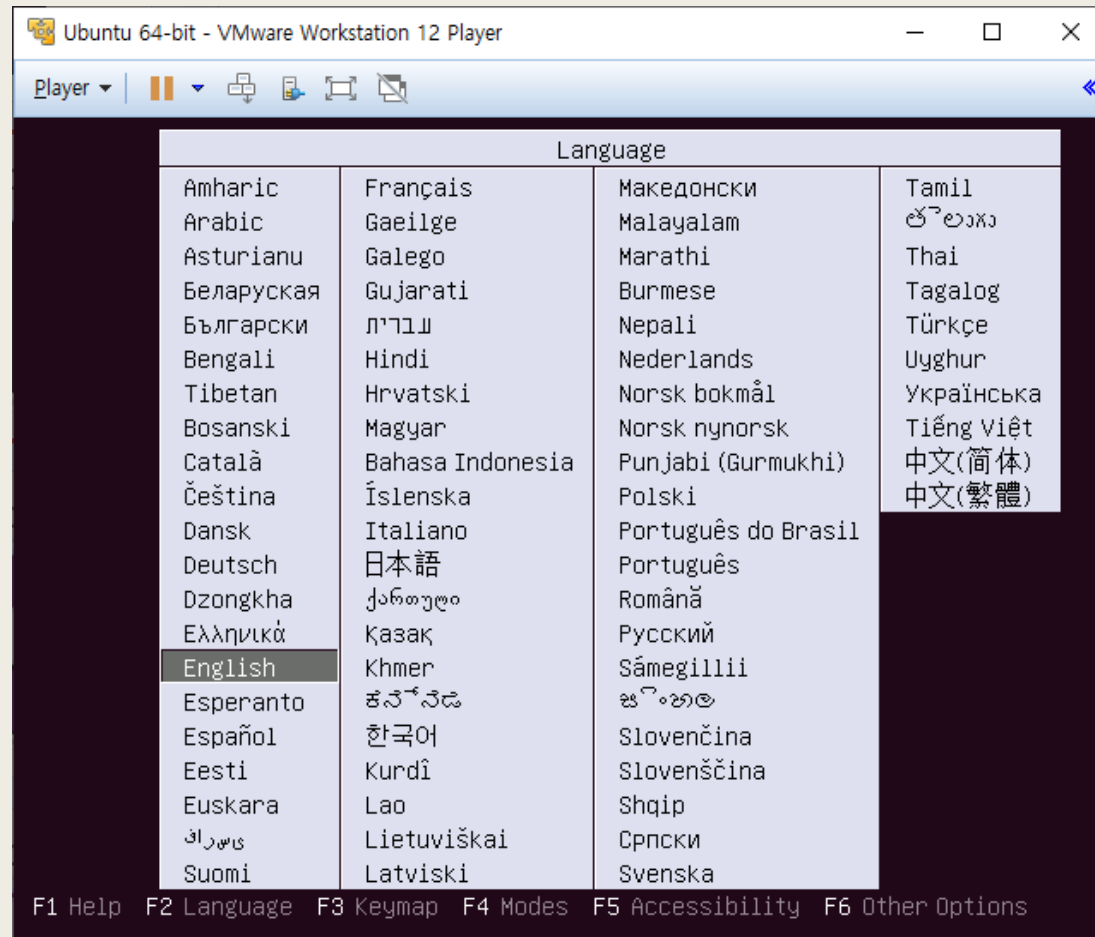 Ubuntu 64-bit - VMware Workstation 12 Player
Player
Language
Amharic
Arabic
Asturianu
Беларуская
Български
Bengali
Tibetan
Bosanski
Català
Čeština
Dansk
Deutsch
Dzongkha
Ελληνικά
English
Esperanto
Español
Eesti
Euskara
Suomi
Français
Gaeilge
Galego
Gujarati
עברית
Hindi
Hrvatski
Magyar
Bahasa Indonesia
Íslenska
Italiano
日本語
ქართული
Қазақ
Khmer
한국어
Kurdî
Lao
Lietuviškai
Latviski
Македонски
Malayalam
Marathi
Burmese
Nepali
Nederlands
Norsk bokmål
Norsk nynorsk
Punjabi (Gurmukhi)
Polski
Português do Brasil
Português
Română
Русский
Sámegillii
Slovenčina
Slovenščina
Shqip
Српски
Svenska
Tamil
Thai
Tagalog
Türkçe
Uyghur
Українська
Tiếng Việt
中文(简体)
中文(繁體)
F1 Help F2 Language F3 Keymap F4 Modes F5 Accessibility F6 Other Options